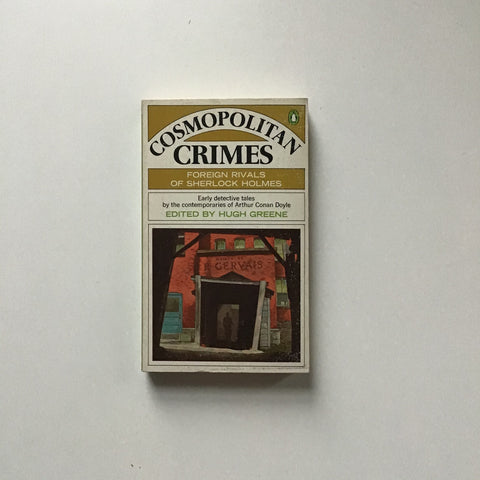 COSMOPOLITAN
CRIMES
FOREIGN RIVALS
OF SHERLOCK HOLMES
Early detective tales
by the contemporaries of Arthur Conan Doyle
EDITED BY HUGH GREENE
GERVAIS